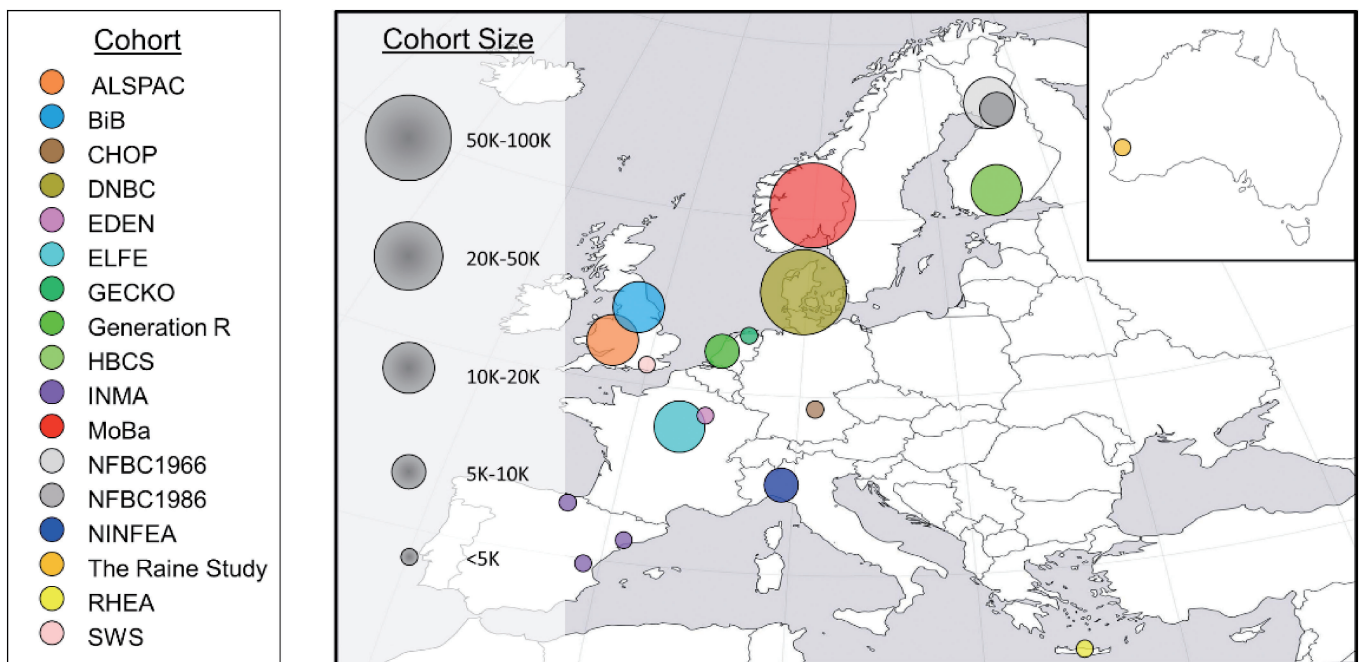 Cohort
ALSPAC
BiB
CHOP
DNBC
EDEN
ELFE
GECKO
Generation R
HBCS
INMA
MoBa
NFBC1966
NFBC1986
NINFEA
The Raine Study
RHEA
SWS
Cohort Size
50K-100K
20K-50K
10K-20K
5K-10K
<5K